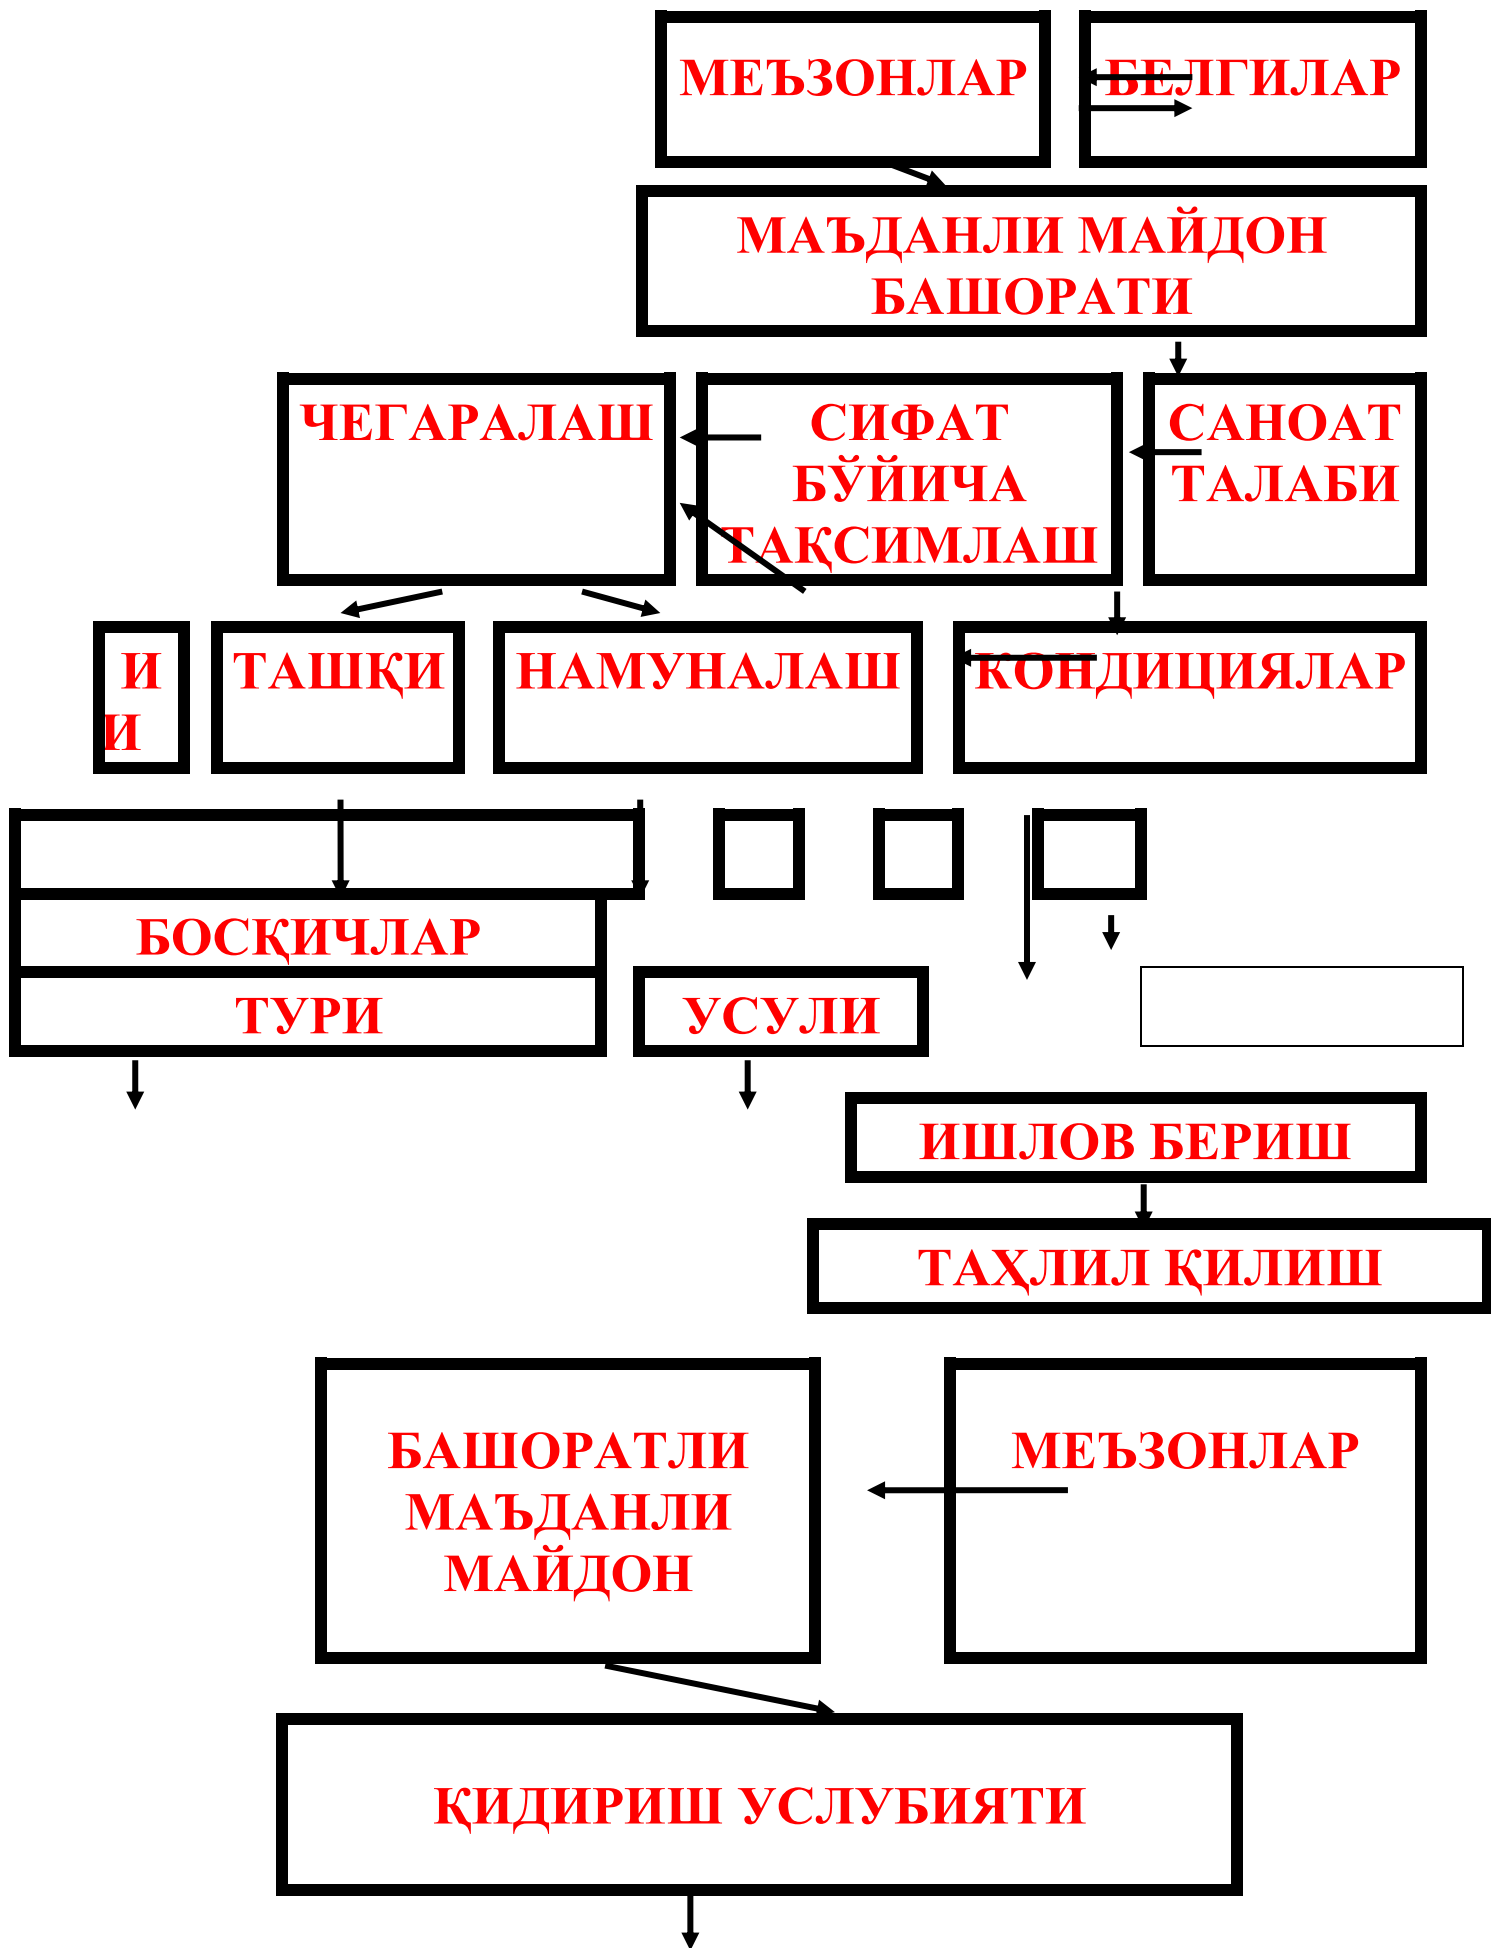 МЕЪЗОНЛАР
БЕЛГИЛАР
МАЪДАНЛИ МАЙДОН
БАШОРАТИ
ЧЕГАРАЛАШ
СИФАТ
БЎЙИЧА
ТАҚСИМЛАШ
САНОАТ
ТАЛАБИ
И
И
ТАШҚИ
НАМУНАЛАШ
КОНДИЦИЯЛАР
БОСҚИЧЛАР
ТУРИ
УСУЛИ
ИШЛОВ БЕРИШ
ТАҲЛИЛ ҚИЛИШ
БАШОРАТЛИ
МАЪДАНЛИ
МАЙДОН
МЕЪЗОНЛАР
ҚИДИРИШ УСЛУБИЯТИ